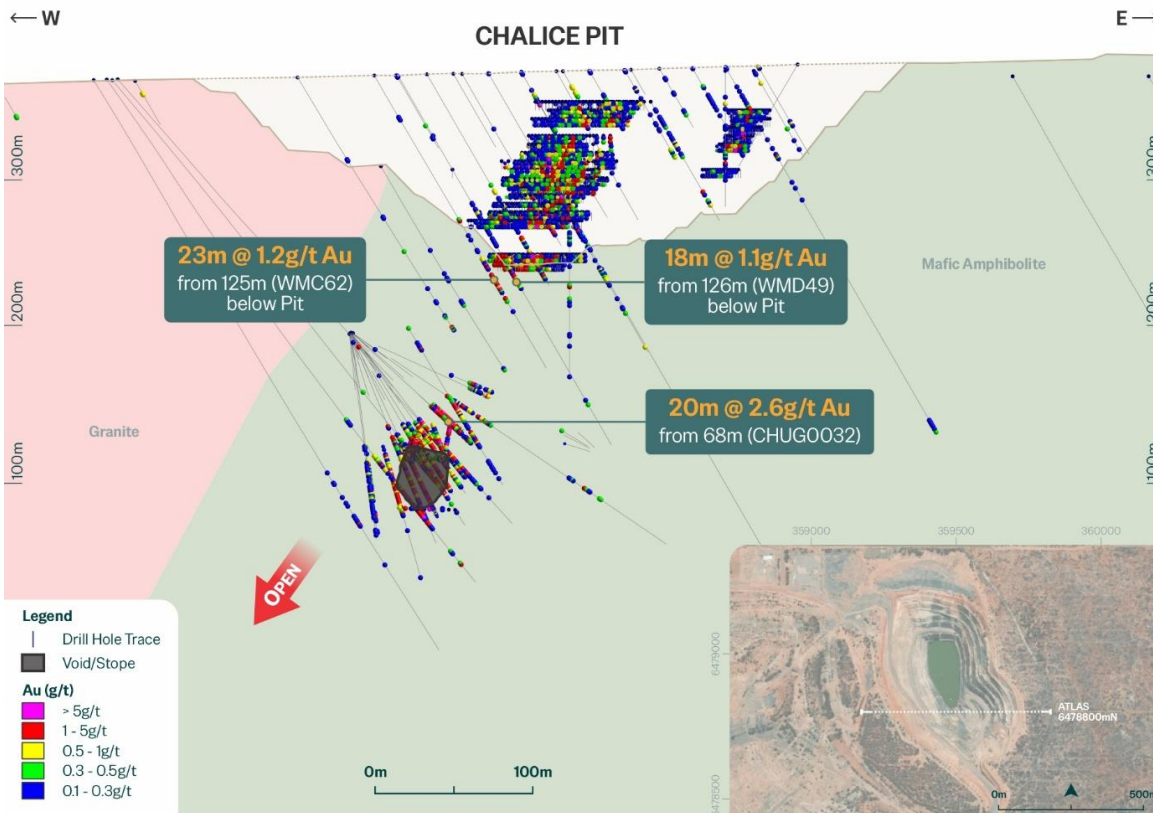 ← W
E →
CHALICE PIT
300m
300m
23m @ 1.2g/t Au
from 125m (WMC62)
below Pit
18m @ 1.1g/t Au
from 126m (WMD49)
below Pit
Mafic Amphibolite
200m
200m
20m @ 2.6g/t Au
from 68m (CHUG0032)
Granite
100m
100m
OPEN
359000
359500
360000
6479000
ATLAS
6478800mN
6478500
0m
500m
Legend
Drill Hole Trace
Void/Stope
Au (g/t)
> 5g/t
1 - 5g/t
0.5 - 1g/t
0.3 - 0.5g/t
0.1 - 0.3g/t
0m
100m